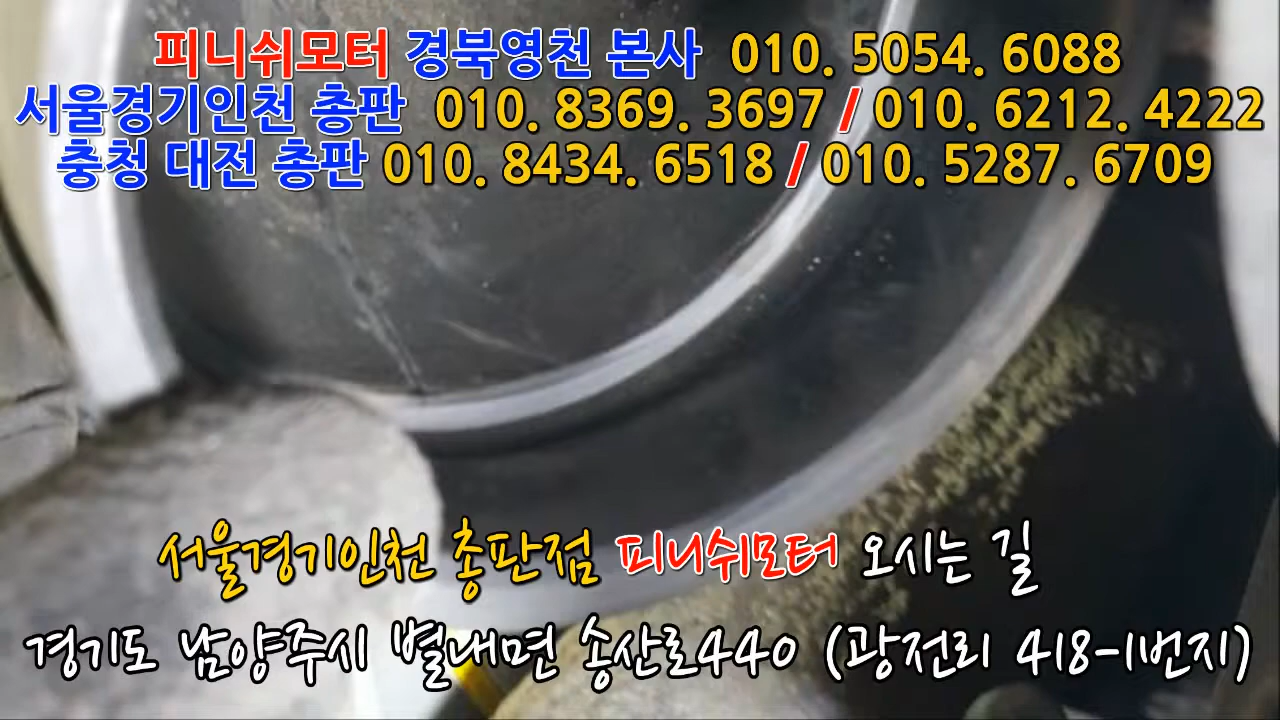 피니쉬모터 경북영천 본사 010. 5054. 6088
서울경기인천 총판 010. 8369. 3697 / 010. 6212. 4222
충청 대전 총판 010. 8434. 6518 / 010. 5287. 6709
서울경기인천 총판점 피니쉬모터 오시는 길
경기도 남양주시 별내면 송산로440 (광전리 418-1번지)